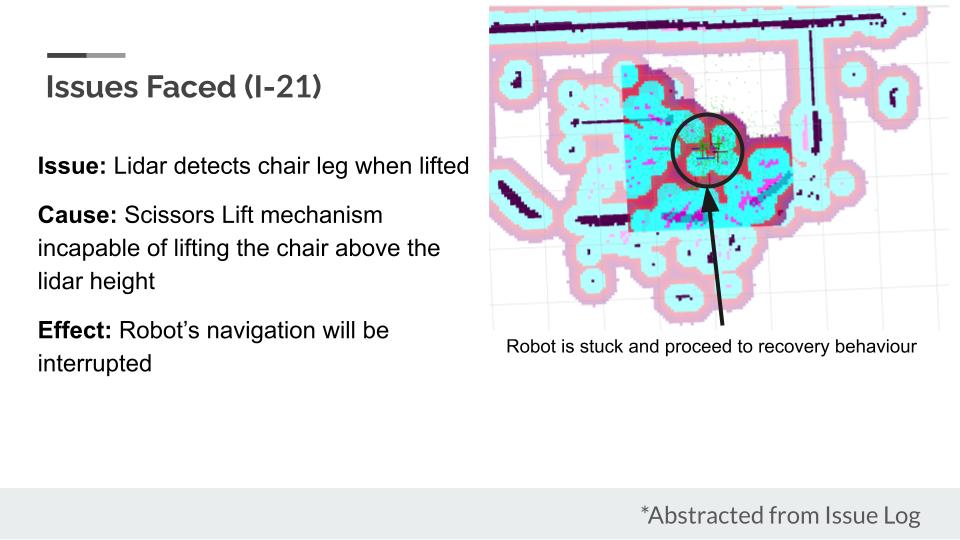 Issues Faced (I-21)
Issue: Lidar detects chair leg when lifted
Cause: Scissors Lift mechanism
incapable of lifting the chair above the
lidar height
Effect: Robot’s navigation will be
interrupted
Robot is stuck and proceed to recovery behaviour
*Abstracted from Issue Log